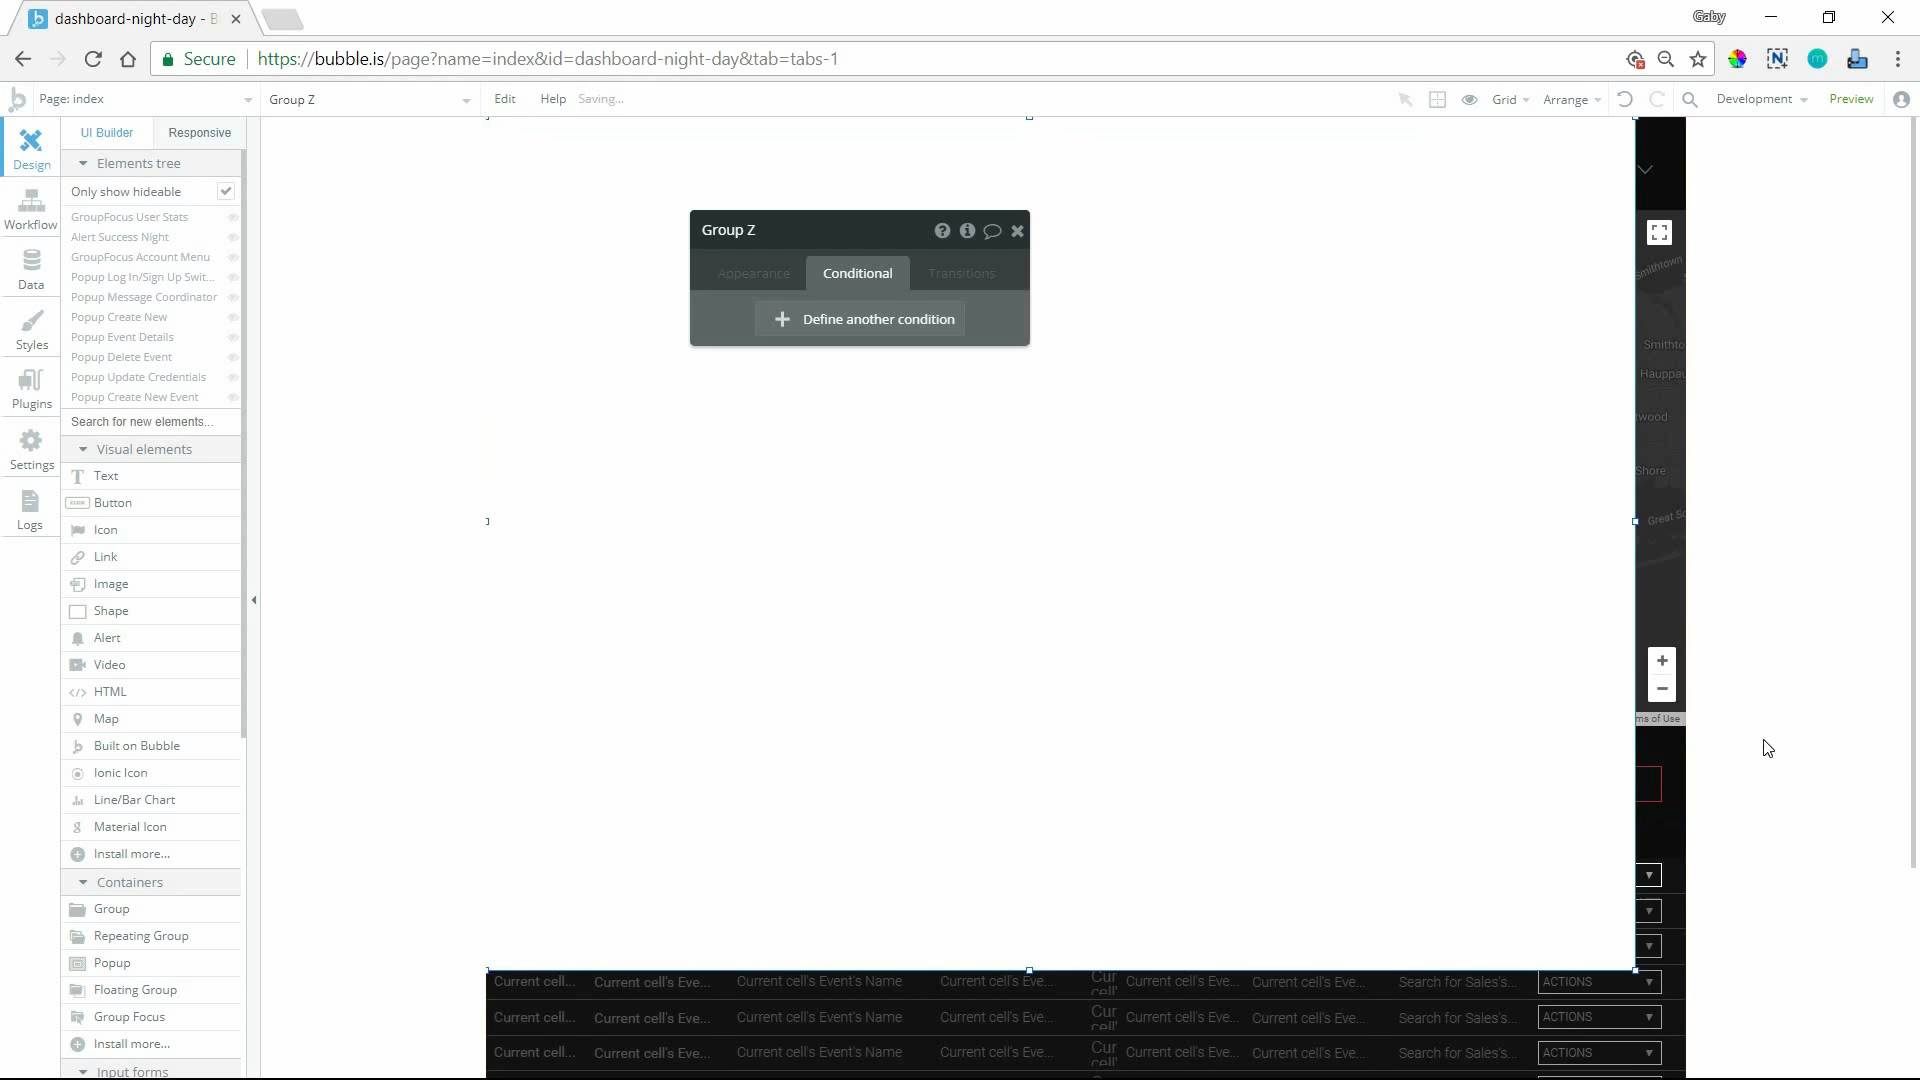 dashboard-night-day - B
Gaby
Secure
https://bubble.is/page?name=index&id=dashboard-night-day&tab=tabs-1
Page: index
Group Z
Edit
Help
Saving...
Grid
Arrange
Development
Preview
Design
Workflow
Data
Styles
Plugins
Settings
Logs
UI Builder
Responsive
Elements tree
Only show hideable
GroupFocus User Stats
Alert Success Night
GroupFocus Account Menu
Popup Log In/Sign Up Swit...
Popup Message Coordinator
Popup Create New
Popup Event Details
Popup Delete Event
Popup Update Credentials
Popup Create New Event
Search for new elements...
Visual elements
Text
Button
Icon
Link
Image
Shape
Alert
Video
HTML
Map
Built on Bubble
Ionic Icon
Line/Bar Chart
Material Icon
Install more...
Containers
Group
Repeating Group
Popup
Floating Group
Group Focus
Install more...
Input forms
Group Z
Appearance
Conditional
Transitions
+ Define another condition
Smithtown
Smithto
Hauppau
wood
Shore
Great So
+
−
ms of Use
Current cell... Current cell's Eve... Current cell's Event's Name Current cell's Eve... Cur cell' Current cell's Eve... Current cell's Eve... Search for Sales's... ACTIONS
Current cell... Current cell's Eve... Current cell's Event's Name Current cell's Eve... Cur cell' Current cell's Eve... Current cell's Eve... Search for Sales's... ACTIONS
Current cell... Current cell's Eve... Current cell's Event's Name Current cell's Eve... Cur cell' Current cell's Eve... Current cell's Eve... Search for Sales's... ACTIONS